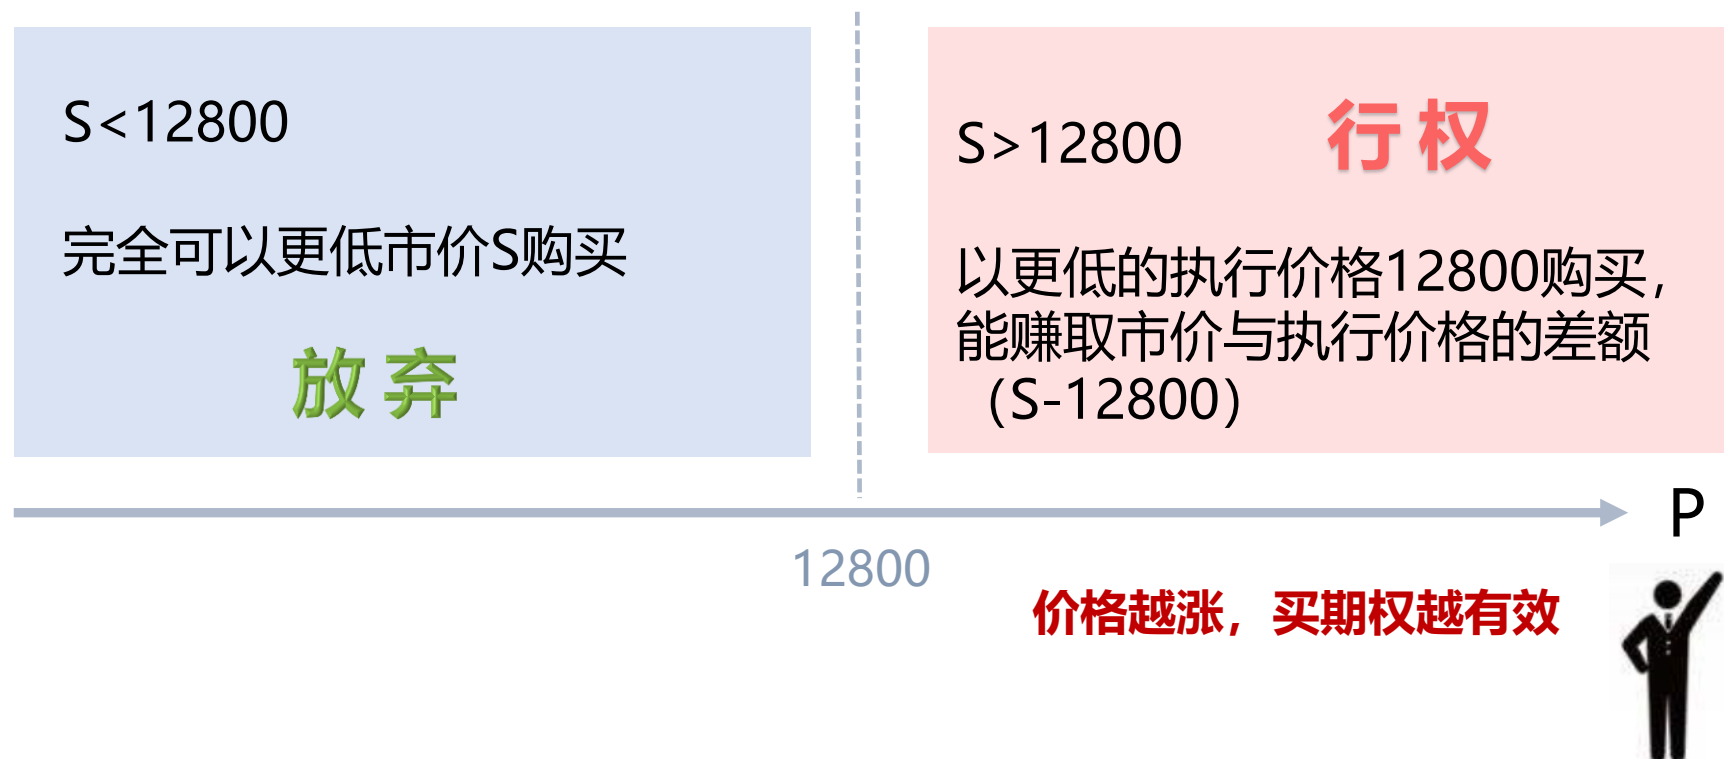 S<12800
完全可以更低市价S购买
放弃
S>12800
行权
以更低的执行价格12800购买，
能赚取市价与执行价格的差额
（S-12800）
P
12800
价格越涨，买期权越有效